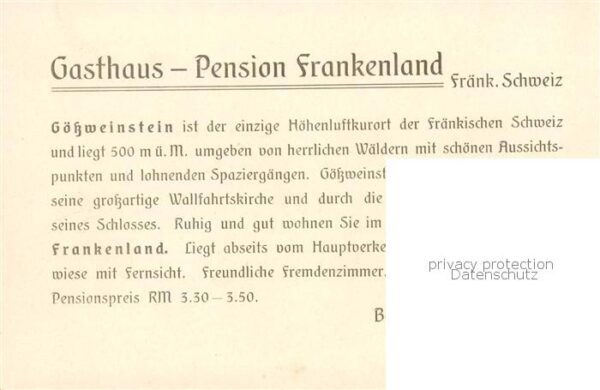 Gasthaus – Pension Frankenland Fränk. Schweiz
Gößweinstein ist der einzige Höhenluftkurort der Fränkischen Schweiz
und liegt 500 m ü. M. umgeben von herrlichen Wäldern mit schönen Aussichts-
punkten und lohnenden Spaziergängen.
seine großartige Wallfahrtskirche und durch die
seines Schlosses. Ruhig und gut wohnen Sie im
Frankenland. Liegt abseits vom
wiese mit Fernsicht. Freundliche Fremdenzimmer.
Pensionspreis RM 3.30 – 3.50.
B
privacy protection
Datenschutz